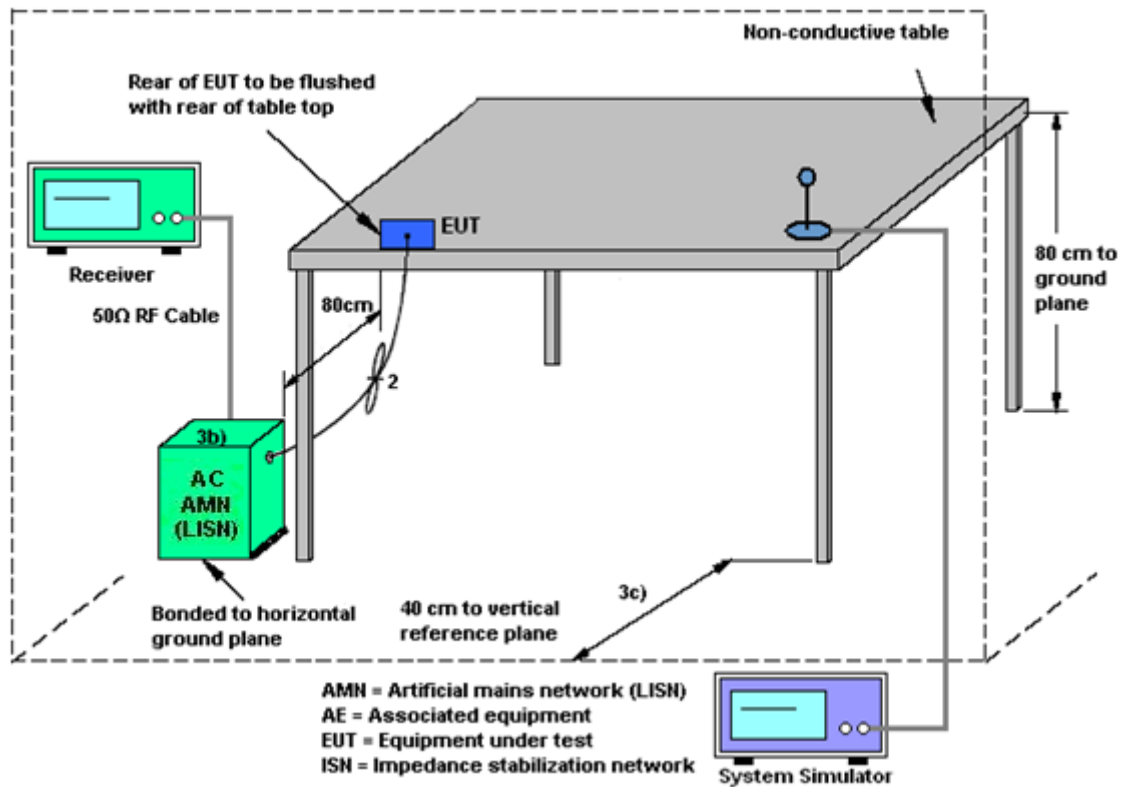 Non-conductive table
Rear of EUT to be flushed
with rear of table top
EUT
Receiver
80 cm to
ground
plane
80cm
50Ω RF Cable
2
3b)
AC
AMN
(LISN)
3c)
Bonded to horizontal
ground plane
40 cm to vertical
reference plane
AMN = Artificial mains network (LISN)
AE = Associated equipment
EUT = Equipment under test
ISN = Impedance stabilization network
System Simulator